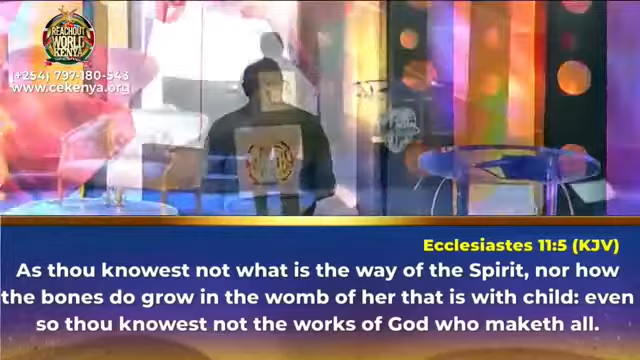 REACHOUT
WORLD
KENYA
(+254) 797-180-543
www.cekenya.org
Ecclesiastes 11:5 (KJV)
As thou knowest not what is the way of the Spirit, nor how
the bones do grow in the womb of her that is with child: even
so thou knowest not the works of God who maketh all.